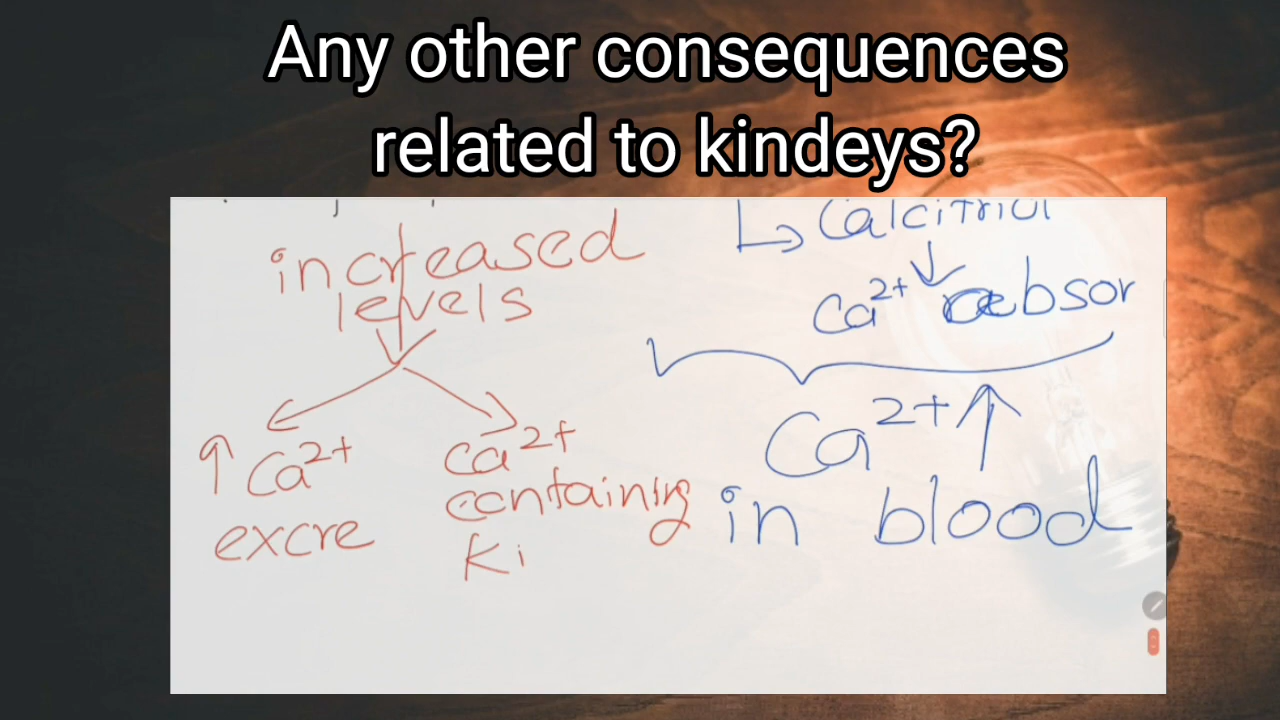 Any other consequences
related to kindeys?
increased
levels
↑ Ca²⁺
excre
Ca²⁺
containing
Ki
↳ Calcitriol
↓
Ca²⁺ absor
Ca²⁺↑
in blood